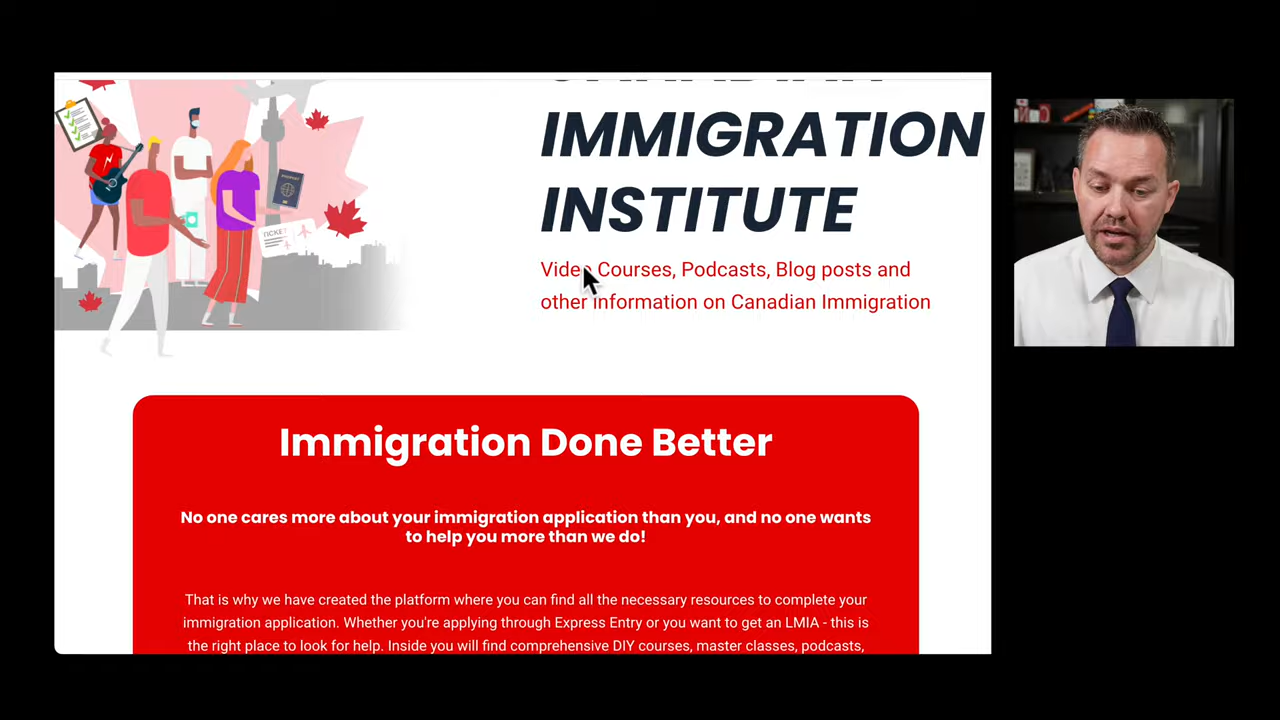 IMMIGRATION
INSTITUTE
Video Courses, Podcasts, Blog posts and
other information on Canadian Immigration
TICKET
Immigration Done Better
No one cares more about your immigration application than you, and no one wants
to help you more than we do!
That is why we have created the platform where you can find all the necessary resources to complete your
immigration application. Whether you're applying through Express Entry or you want to get an LMIA - this is
the right place to look for help. Inside you will find comprehensive DIY courses, master classes, podcasts,